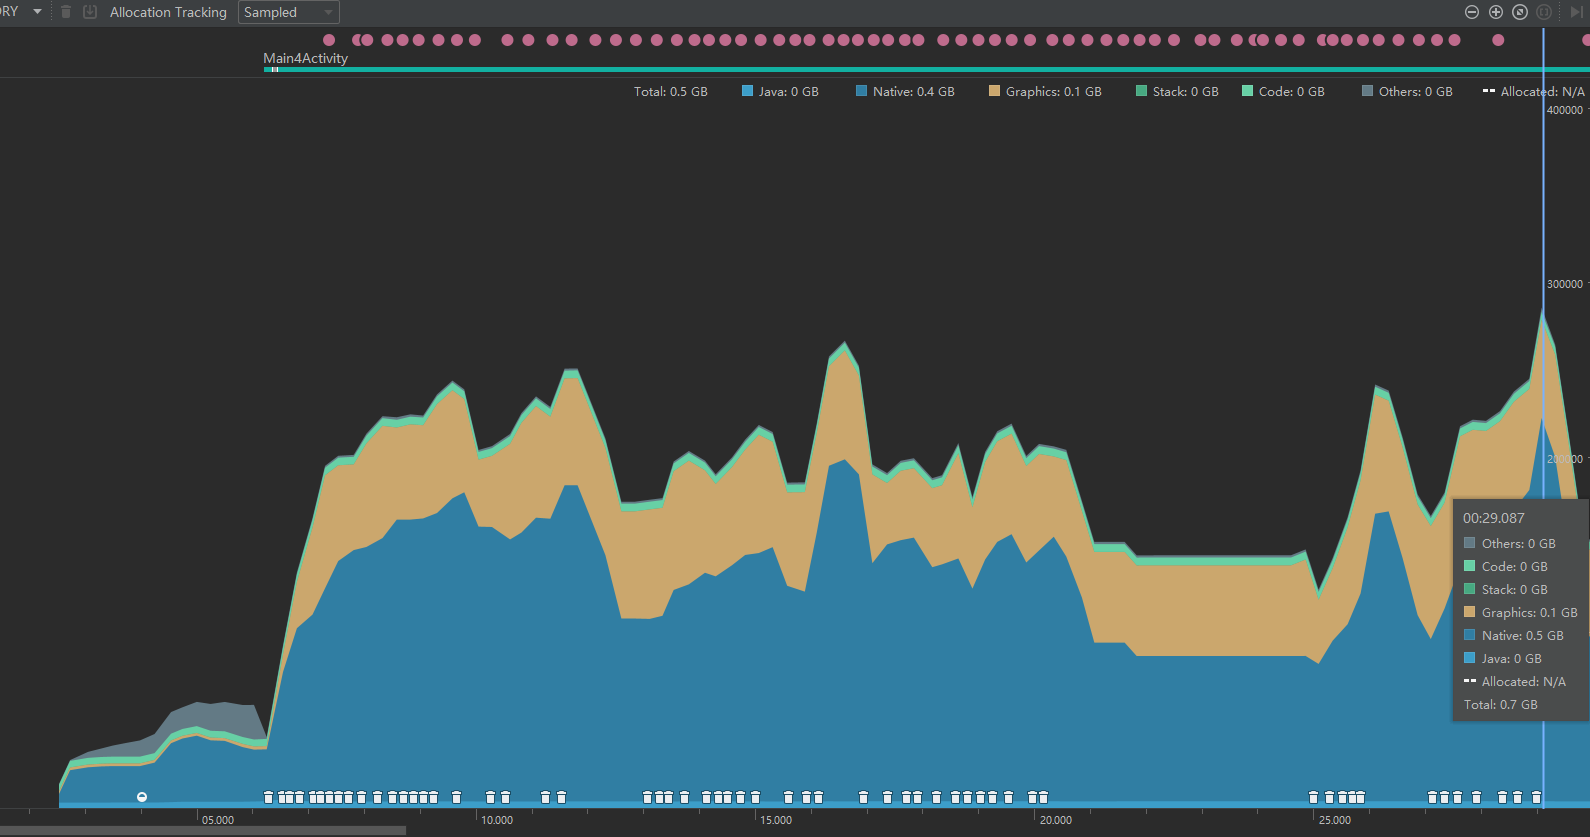 RY Allocation Tracking Sampled
Main4Activity
Total: 0.5 GB Java: 0 GB Native: 0.4 GB Graphics: 0.1 GB Stack: 0 GB Code: 0 GB Others: 0 GB Allocated: N/A
400000
300000
200000
00:29.087
Others: 0 GB
Code: 0 GB
Stack: 0 GB
Graphics: 0.1 GB
Native: 0.5 GB
Java: 0 GB
Allocated: N/A
Total: 0.7 GB
05.000 10.000 15.000 20.000 25.000